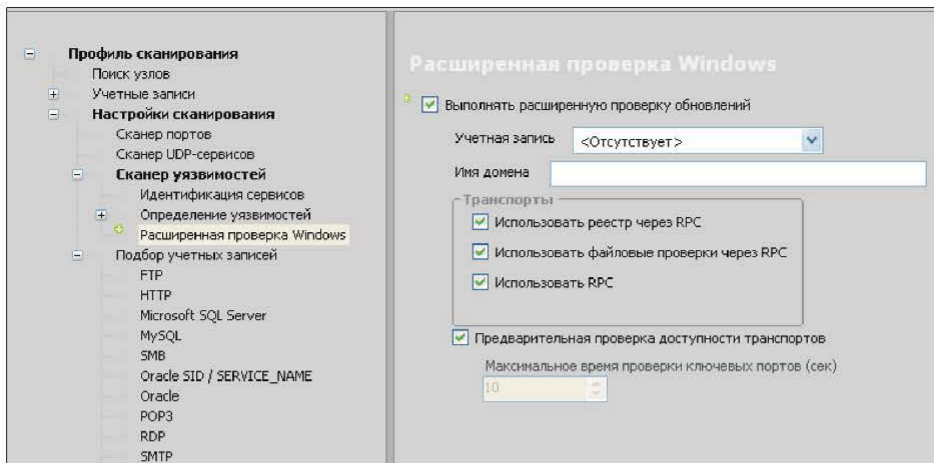 Профиль сканирования
Поиск узлов
Учетные записи
Настройки сканирования
Сканер портов
Сканер UDP-сервисов
Сканер уязвимостей
Идентификация сервисов
Определение уязвимостей
Расширенная проверка Windows
Подбор учетных записей
FTP
HTTP
Microsoft SQL Server
MySQL
SMB
Oracle SID / SERVICE_NAME
Oracle
POP3
RDP
SMTP
Расширенная проверка Windows
Выполнять расширенную проверку обновлений
Учетная запись <Отсутствует>
Имя домена
Транспорты
Использовать реестр через RPC
Использовать файловые проверки через RPC
Использовать RPC
Предварительная проверка доступности транспортов
Максимальное время проверки ключевых портов (сек)
10